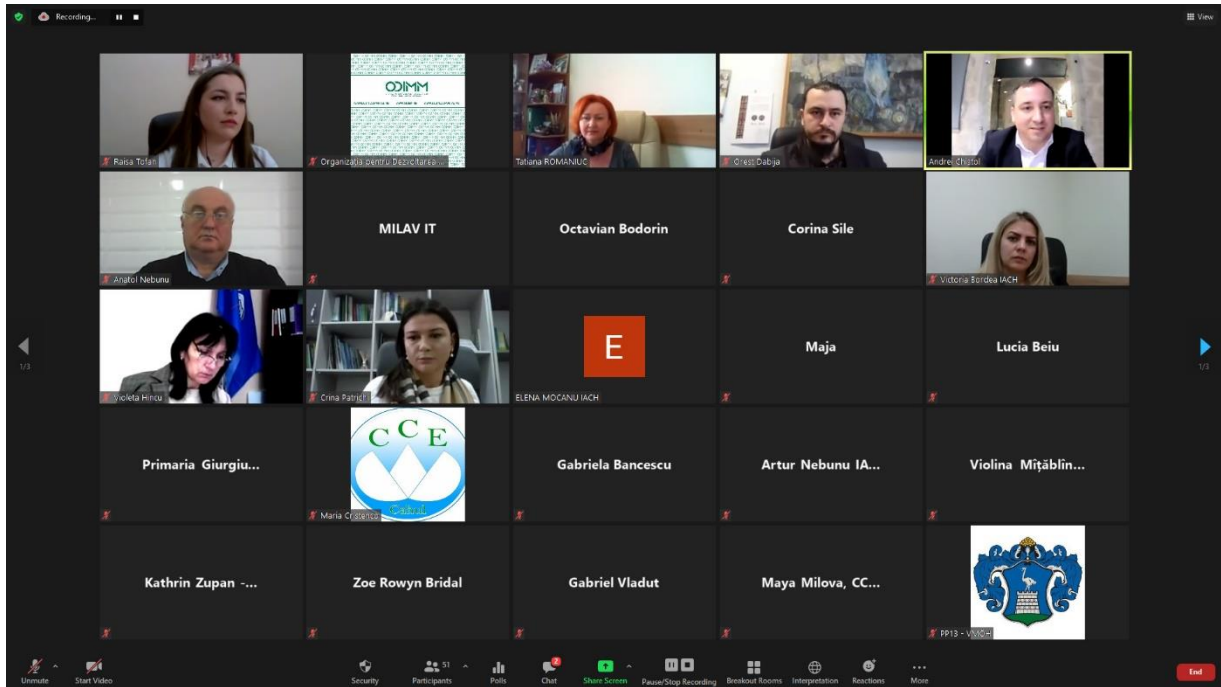 Recording...
View
Raisa Tofan
ODIMM
Organizația pentru Dezvoltarea ...
Tatiana ROMANIUC
Orest Dabija
Andrei Chistol
Anatol Nebunu
MILAV IT
Octavian Bodorin
Corina Sile
Victoria Bordea IACH
Violeta Hincu
Crina Patrichi
E
ELENA MOCANU IACH
Maja
Lucia Beiu
1/3
1/3
Primaria Giurgiu...
C C E
Cahul
Maria Cristenco
Gabriela Bancescu
Artur Nebunu IA...
Violina Mîțăblin...
Kathrin Zupan -...
Zoe Rowyn Bridal
Gabriel Vladut
Maya Milova, CC...
PP13 - VMOH
Unmute
Start Video
Security
51
Participants
Polls
2
Chat
Share Screen
Pause/Stop Recording
Breakout Rooms
Interpretation
Reactions
More
End